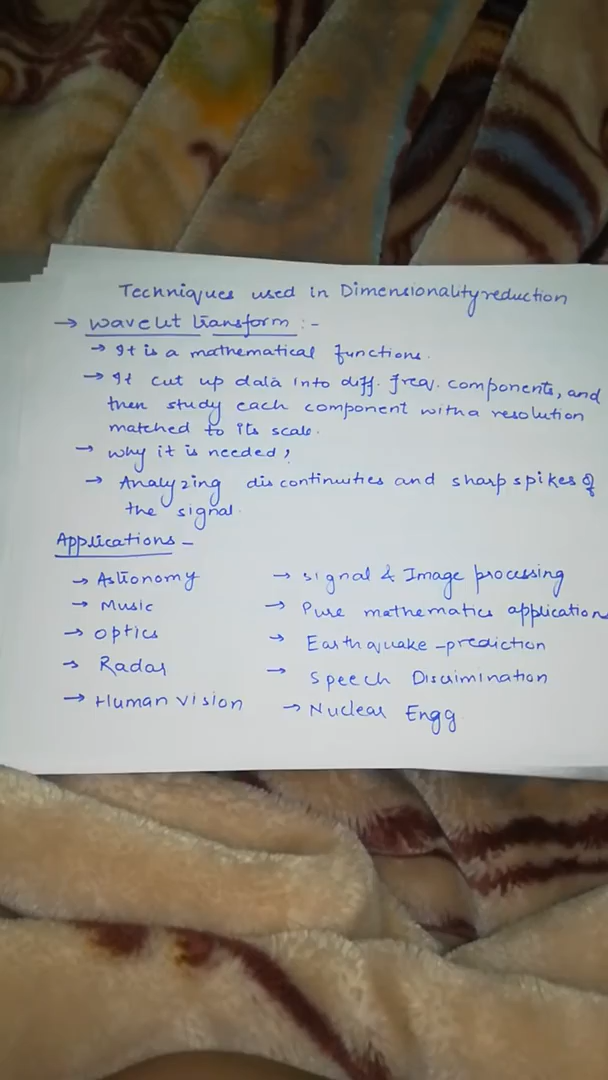 Techniques used in Dimensionality reduction
→ wavelet transform :-
→ It is a mathematical functions.
→ It cut up data into diff. freq. components, and
then study each component with a resolution
matched to its scale.
→ why it is needed,
→ Analyzing discontinuties and sharp spikes of
the signal.
Applications -
→ Astronomy → signal & Image processing
→ Music → Pure mathematics application
→ optics → Earthquake-prediction
→ Radar → Speech Discrimination
→ Human vision → Nuclear Engg.